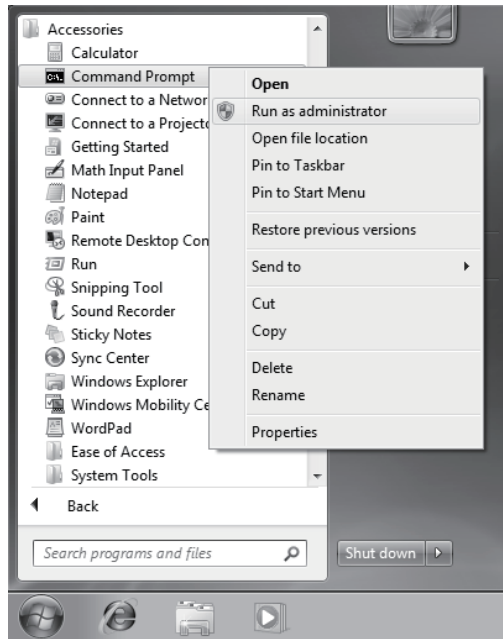 Accessories
Calculator
Command Prompt
Connect to a Networ
Connect to a Projecto
Getting Started
Math Input Panel
Notepad
Paint
Remote Desktop Con
Run
Snipping Tool
Sound Recorder
Sticky Notes
Sync Center
Windows Explorer
Windows Mobility Ce
WordPad
Ease of Access
System Tools
Back
Search programs and files
Open
Run as administrator
Open file location
Pin to Taskbar
Pin to Start Menu
Restore previous versions
Send to
Cut
Copy
Delete
Rename
Properties
Shut down